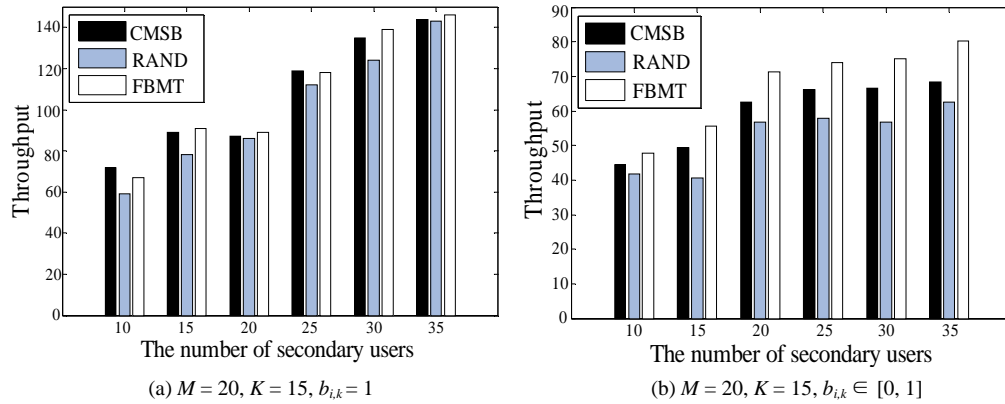 Throughput
140
120
100
80
60
40
20
0
CMSB
RAND
FBMT
10 15 20 25 30 35
The number of secondary users
(a) M = 20, K = 15, b_{i,k} = 1
Throughput
90
80
70
60
50
40
30
20
10
0
CMSB
RAND
FBMT
10 15 20 25 30 35
The number of secondary users
(b) M = 20, K = 15, b_{i,k} ∈ [0, 1]